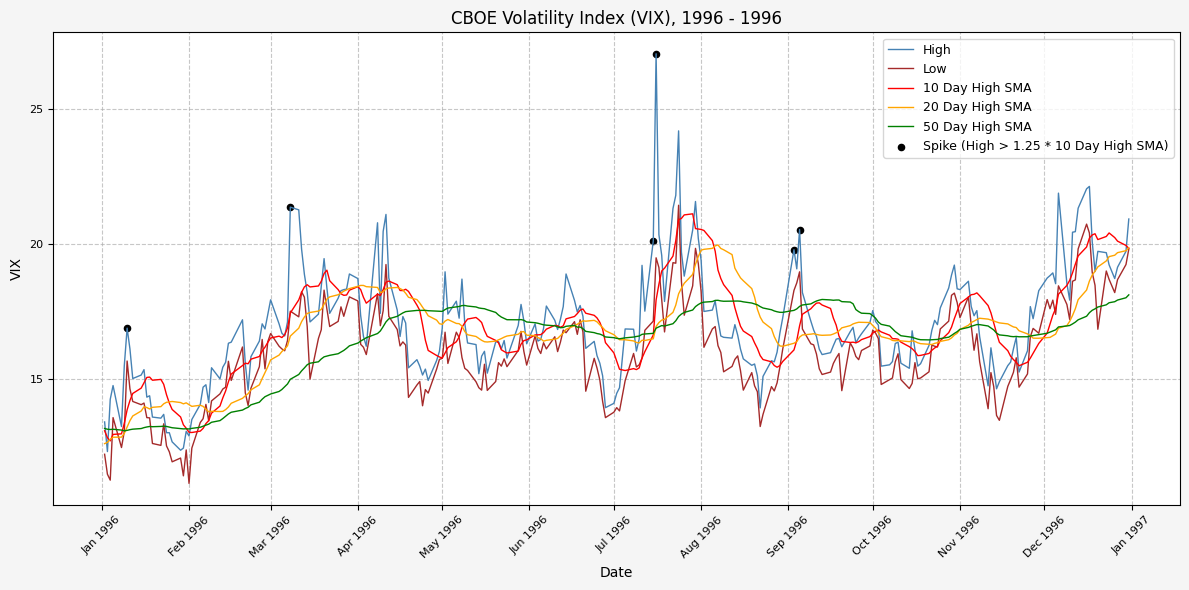 CBOE Volatility Index (VIX), 1996 - 1996
High
Low
10 Day High SMA
20 Day High SMA
50 Day High SMA
Spike (High > 1.25 * 10 Day High SMA)
VIX
25
20
15
Jan 1996
Feb 1996
Mar 1996
Apr 1996
May 1996
Jun 1996
Jul 1996
Aug 1996
Sep 1996
Oct 1996
Nov 1996
Dec 1996
Jan 1997
Date